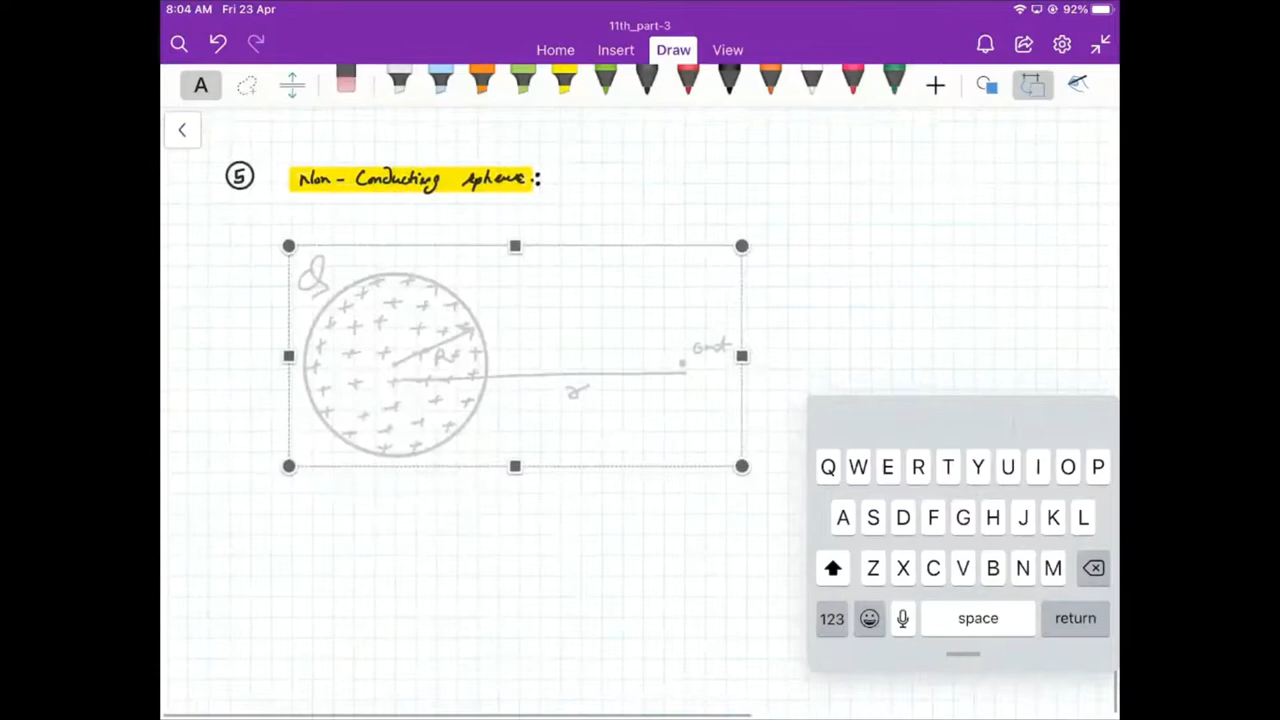 8:04 AM Fri 23 Apr
92%
11th_part-3
Home Insert Draw View
A
5 Non-Conducting sphere:
Q
out
R
r
Q W E R T Y U I O P
A S D F G H J K L
Z X C V B N M
123 space return